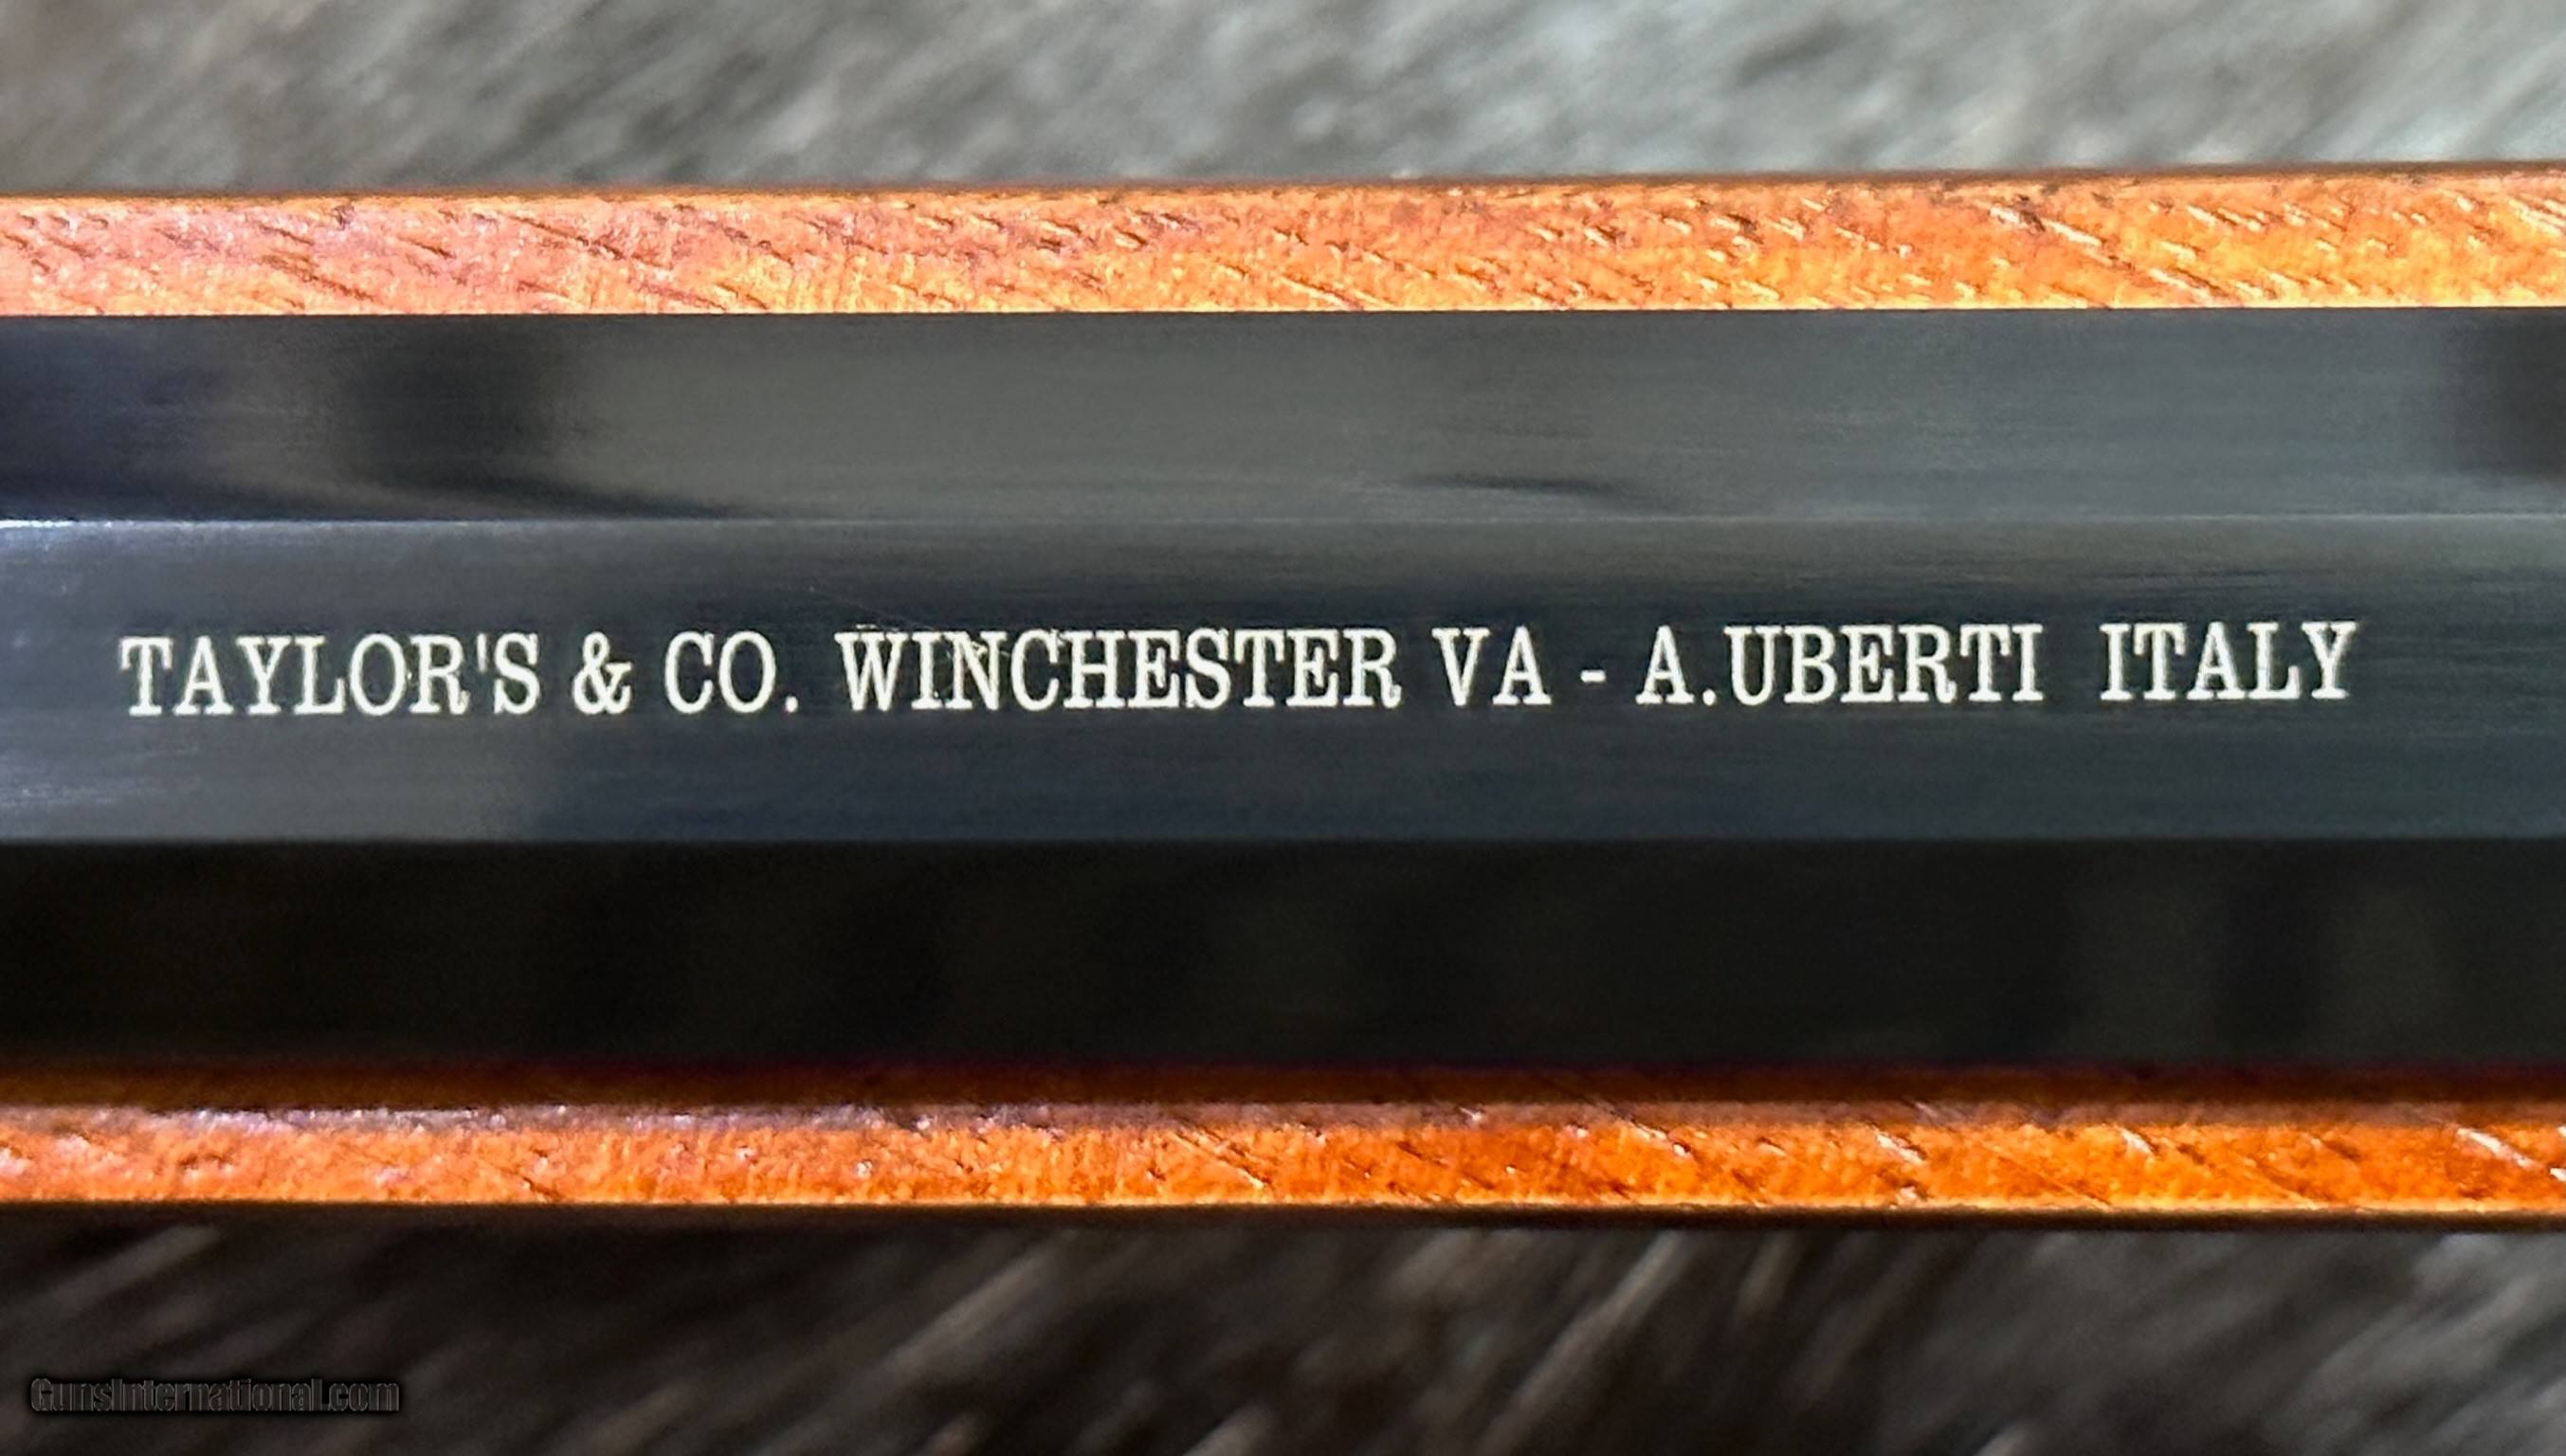 TAYLOR'S & CO. WINCHESTER VA - A.UBERTI ITALY
GunsInternational.com